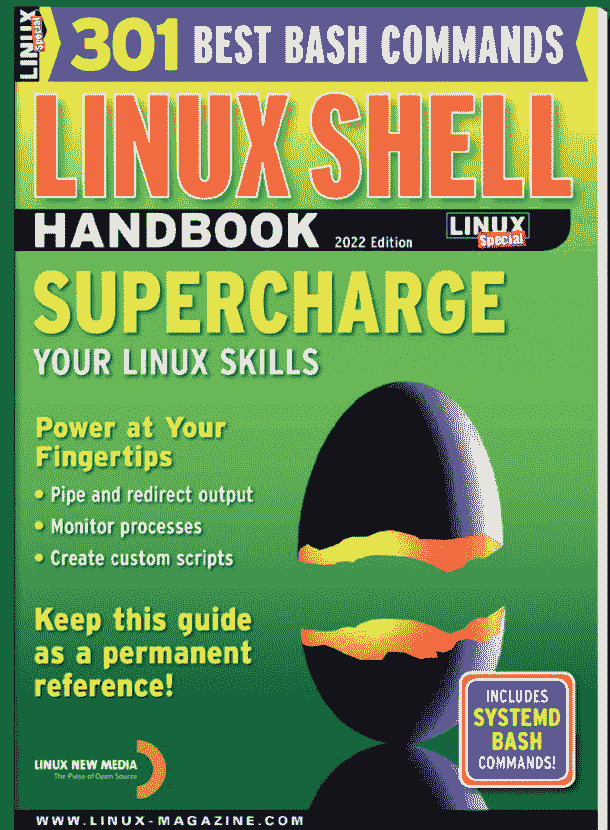 LINUX
Special
301 BEST BASH COMMANDS
LINUX SHELL
HANDBOOK 2022 Edition
LINUX
Special
SUPERCHARGE
YOUR LINUX SKILLS
Power at Your
Fingertips
• Pipe and redirect output
• Monitor processes
• Create custom scripts
Keep this guide
as a permanent
reference!
INCLUDES
SYSTEMD
BASH
COMMANDS!
LINUX NEW MEDIA
The Pulse of Open Source
WWW.LINUX-MAGAZINE.COM